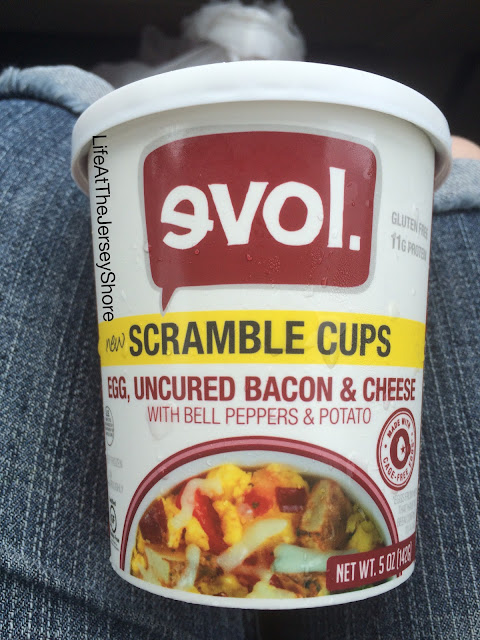 LifeAtTheJerseyShore
evol.
GLUTEN FREE
11G PROTEIN
new SCRAMBLE CUPS
EGG, UNCURED BACON & CHEESE
WITH BELL PEPPERS & POTATO
MADE WITH
CAGE-FREE EGGS
NET WT. 5 OZ (142g)